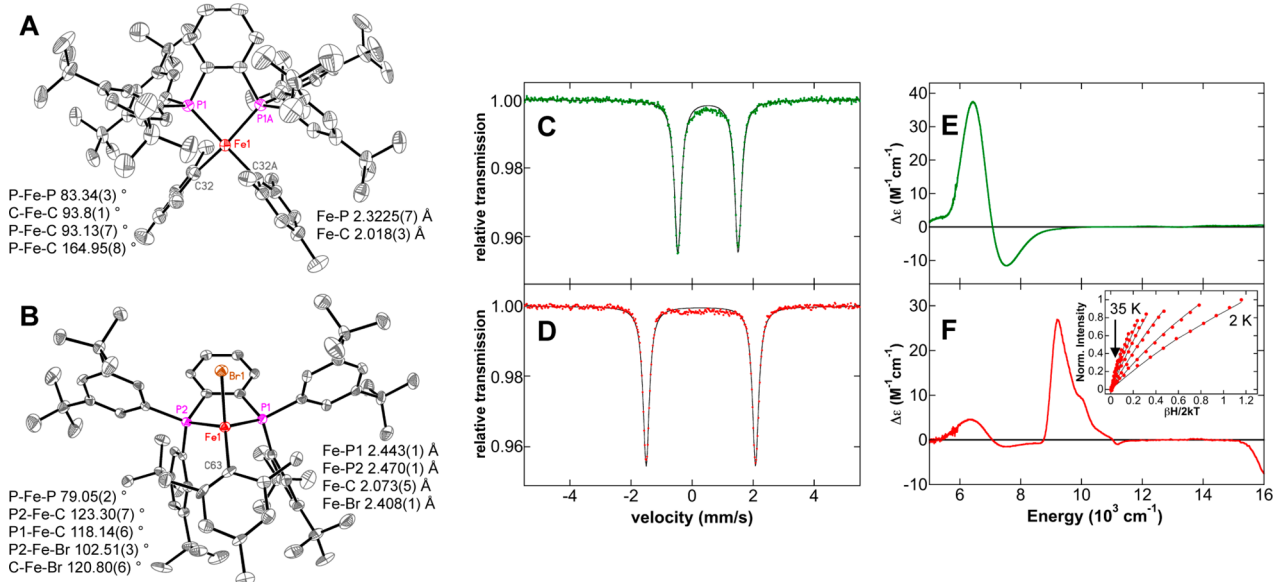 A
P1
P1A
Fe1
C32
C32A
P-Fe-P 83.34(3) °
C-Fe-C 93.8(1) °
P-Fe-C 93.13(7) °
P-Fe-C 164.95(8) °
Fe-P 2.3225(7) Å
Fe-C 2.018(3) Å
B
Br1
P2
P1
Fe1
C63
Fe-P1 2.443(1) Å
Fe-P2 2.470(1) Å
Fe-C 2.073(5) Å
Fe-Br 2.408(1) Å
P-Fe-P 79.05(2) °
P2-Fe-C 123.30(7) °
P1-Fe-C 118.14(6) °
P2-Fe-Br 102.51(3) °
C-Fe-Br 120.80(6) °
C
relative transmission
1.00
0.98
0.96
D
relative transmission
1.00
0.98
0.96
-4
-2
0
2
4
velocity (mm/s)
E
Δε (M⁻¹cm⁻¹)
40
30
20
10
0
-10
F
Δε (M⁻¹cm⁻¹)
30
20
10
0
-10
6
8
10
12
14
16
Energy (10³ cm⁻¹)
Norm. Intensity
1
0.8
0.6
0.4
0.2
0
35 K
2 K
0
0.2
0.4
0.6
0.8
1
1.2
βH/2kT